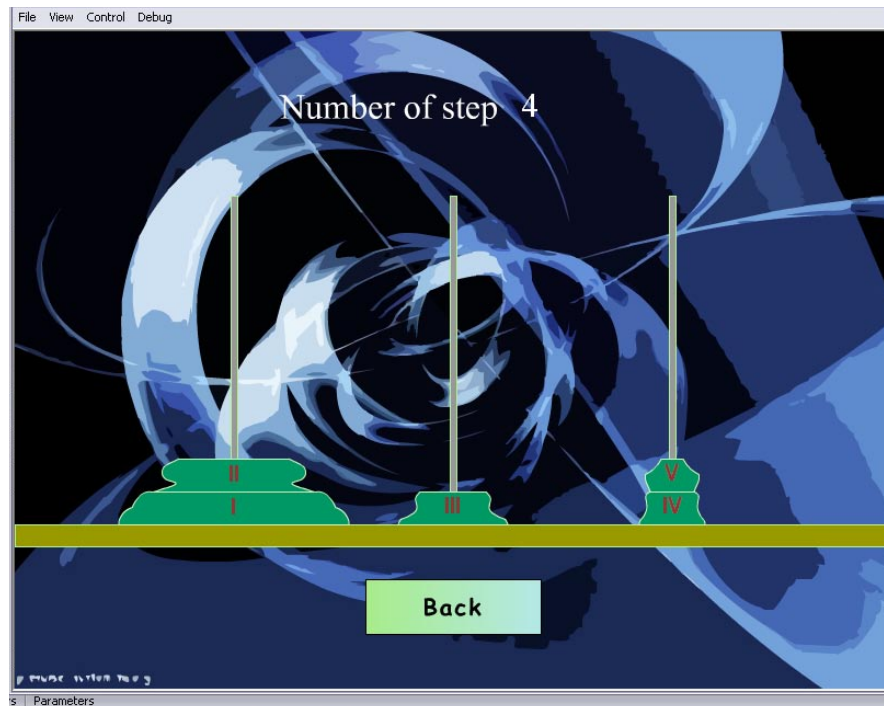 File View Control Debug
Number of step 4
II
I
III
V
IV
Back
s | Parameters